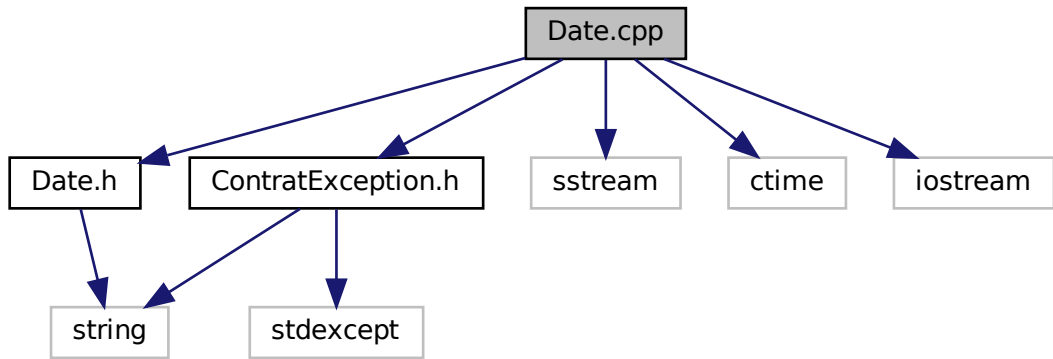 Date.cpp
Date.h
ContratException.h
sstream
ctime
iostream
string
stdexcept